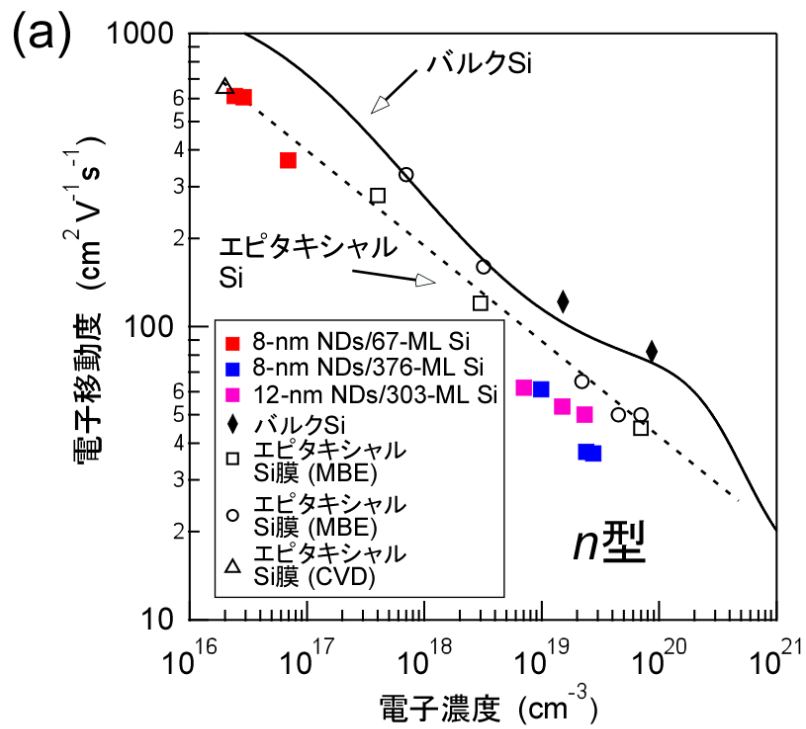 (a)
1000
6
5
4
3
2
100
6
5
4
3
2
10
電子移動度 (cm2 V-1s-1)
バルクSi
エピタキシャル
Si
8-nm NDs/67-ML Si
8-nm NDs/376-ML Si
12-nm NDs/303-ML Si
バルクSi
エピタキシャル
Si膜 (MBE)
エピタキシャル
Si膜 (MBE)
エピタキシャル
Si膜 (CVD)
n型
10^16 10^17 10^18 10^19 10^20 10^21
電子濃度 (cm-3)